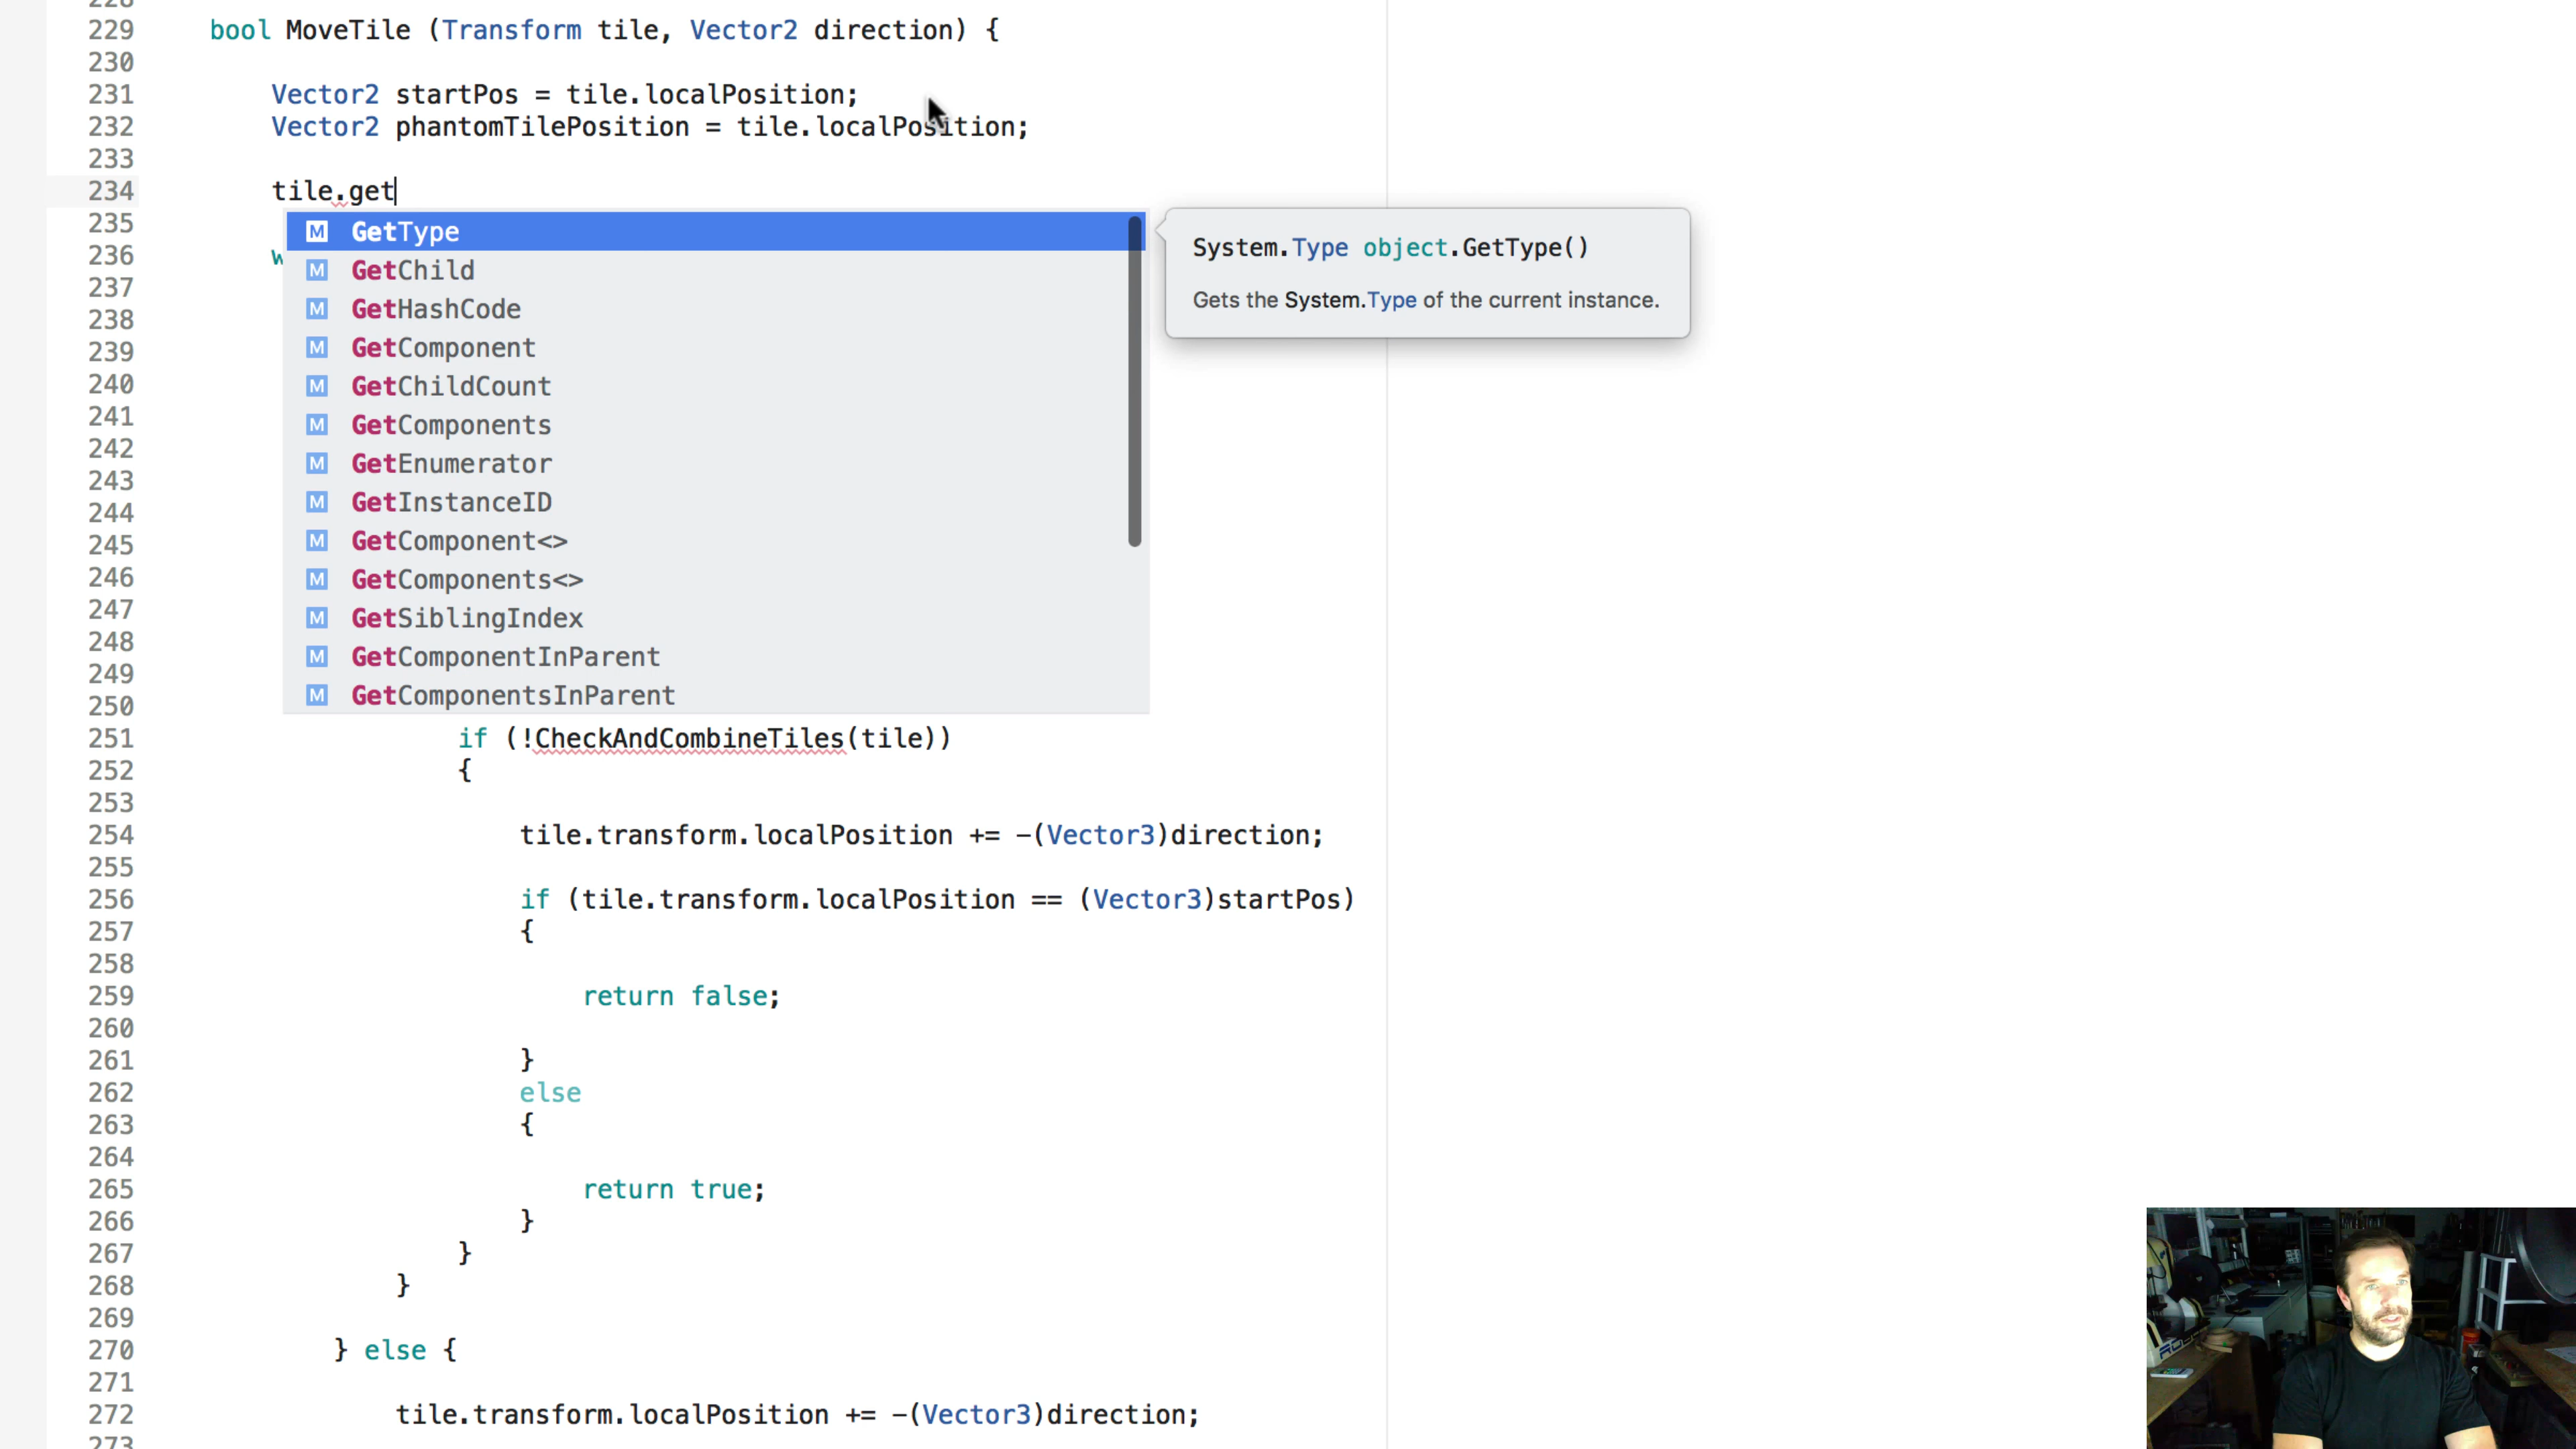 228
229 bool MoveTile (Transform tile, Vector2 direction) {
230
231 Vector2 startPos = tile.localPosition;
232 Vector2 phantomTilePosition = tile.localPosition;
233
234 tile.get
235
M GetType
System.Type object.GetType()
236 w
M GetChild
237
Gets the System.Type of the current instance.
M GetHashCode
238
239
M GetComponent
240
M GetChildCount
241
M GetComponents
242
243
M GetEnumerator
244
M GetInstanceID
245
M GetComponent<>
246
M GetComponents<>
247
M GetSiblingIndex
248
249
M GetComponentInParent
250
M GetComponentsInParent
251 if (!CheckAndCombineTiles(tile))
252 {
253
254 tile.transform.localPosition += -(Vector3)direction;
255
256 if (tile.transform.localPosition == (Vector3)startPos)
257 {
258
259 return false;
260
261 }
262 else
263 {
264
265 return true;
266 }
267 }
268 }
269
270 } else {
271
272 tile.transform.localPosition += -(Vector3)direction;
273